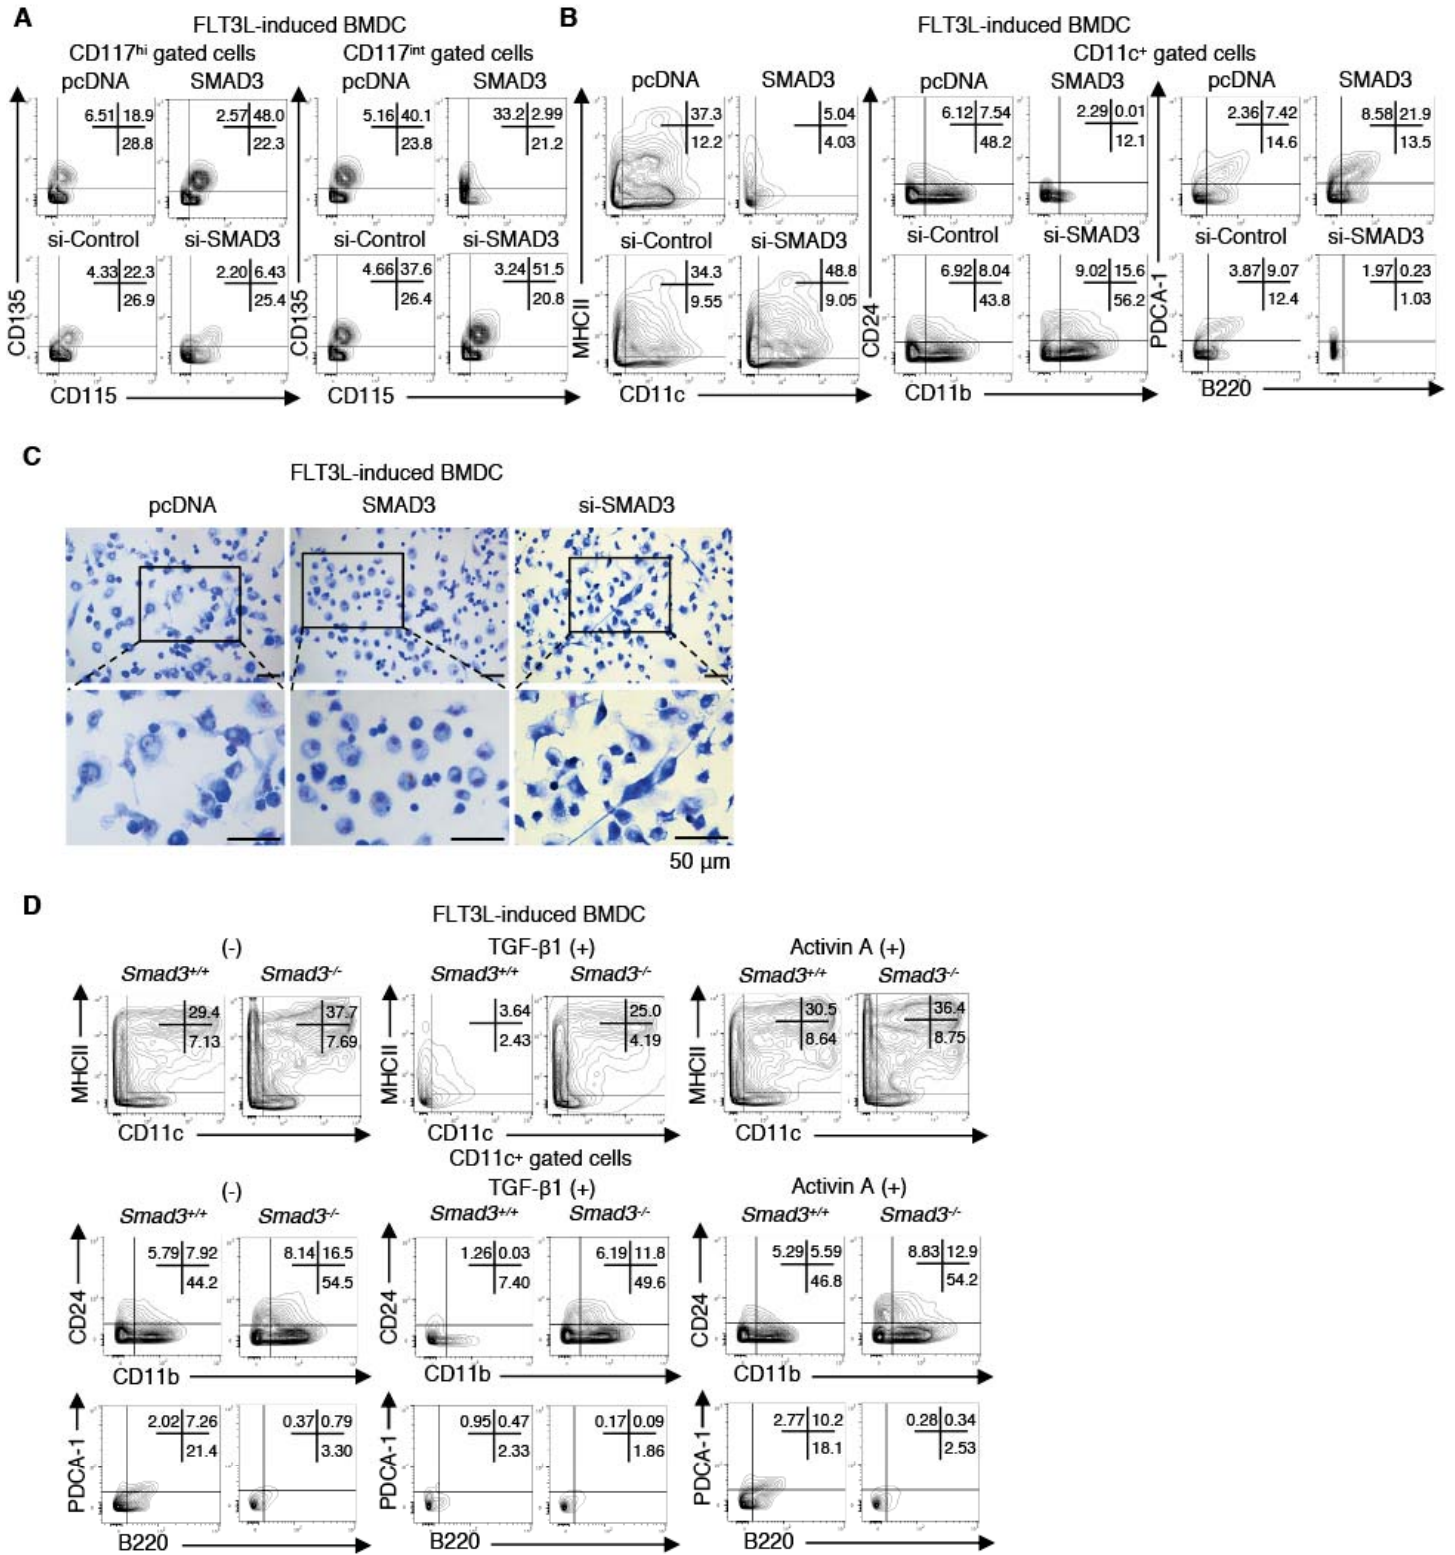 A
FLT3L-induced BMDC
CD117hi gated cells CD117int gated cells
pcDNA SMAD3 pcDNA SMAD3
6.51 18.9 2.57 48.0 5.16 40.1 33.2 2.99
28.8 22.3 23.8 21.2
si-Control si-SMAD3 si-Control si-SMAD3
4.33 22.3 2.20 6.43 4.66 37.6 3.24 51.5
26.9 25.4 26.4 20.8
CD135 CD135
CD115 CD115
B
FLT3L-induced BMDC
CD11c+ gated cells
pcDNA SMAD3 pcDNA SMAD3 pcDNA SMAD3
37.3 5.04 6.12 7.54 2.29 0.01 2.36 7.42 8.58 21.9
12.2 4.03 48.2 12.1 14.6 13.5
si-Control si-SMAD3 si-Control si-SMAD3 si-Control si-SMAD3
34.3 48.8 6.92 8.04 9.02 15.6 3.87 9.07 1.97 0.23
9.55 9.05 43.8 56.2 12.4 1.03
MHCII CD24 PDCA-1
CD11c CD11b B220
C
FLT3L-induced BMDC
pcDNA SMAD3 si-SMAD3
50 μm
D
FLT3L-induced BMDC
(-) TGF-β1 (+) Activin A (+)
Smad3+/+ Smad3-/- Smad3+/+ Smad3-/- Smad3+/+ Smad3-/-
29.4 37.7 3.64 25.0 30.5 36.4
7.13 7.69 2.43 4.19 8.64 8.75
MHCII MHCII MHCII
CD11c CD11c CD11c
CD11c+ gated cells
(-) TGF-β1 (+) Activin A (+)
Smad3+/+ Smad3-/- Smad3+/+ Smad3-/- Smad3+/+ Smad3-/-
5.79 7.92 8.14 16.5 1.26 0.03 6.19 11.8 5.29 5.59 8.83 12.9
44.2 54.5 7.40 49.6 46.8 54.2
CD24 CD24 CD24
CD11b CD11b CD11b
2.02 7.26 0.37 0.79 0.95 0.47 0.17 0.09 2.77 10.2 0.28 0.34
21.4 3.30 2.33 1.86 18.1 2.53
PDCA-1 PDCA-1 PDCA-1
B220 B220 B220